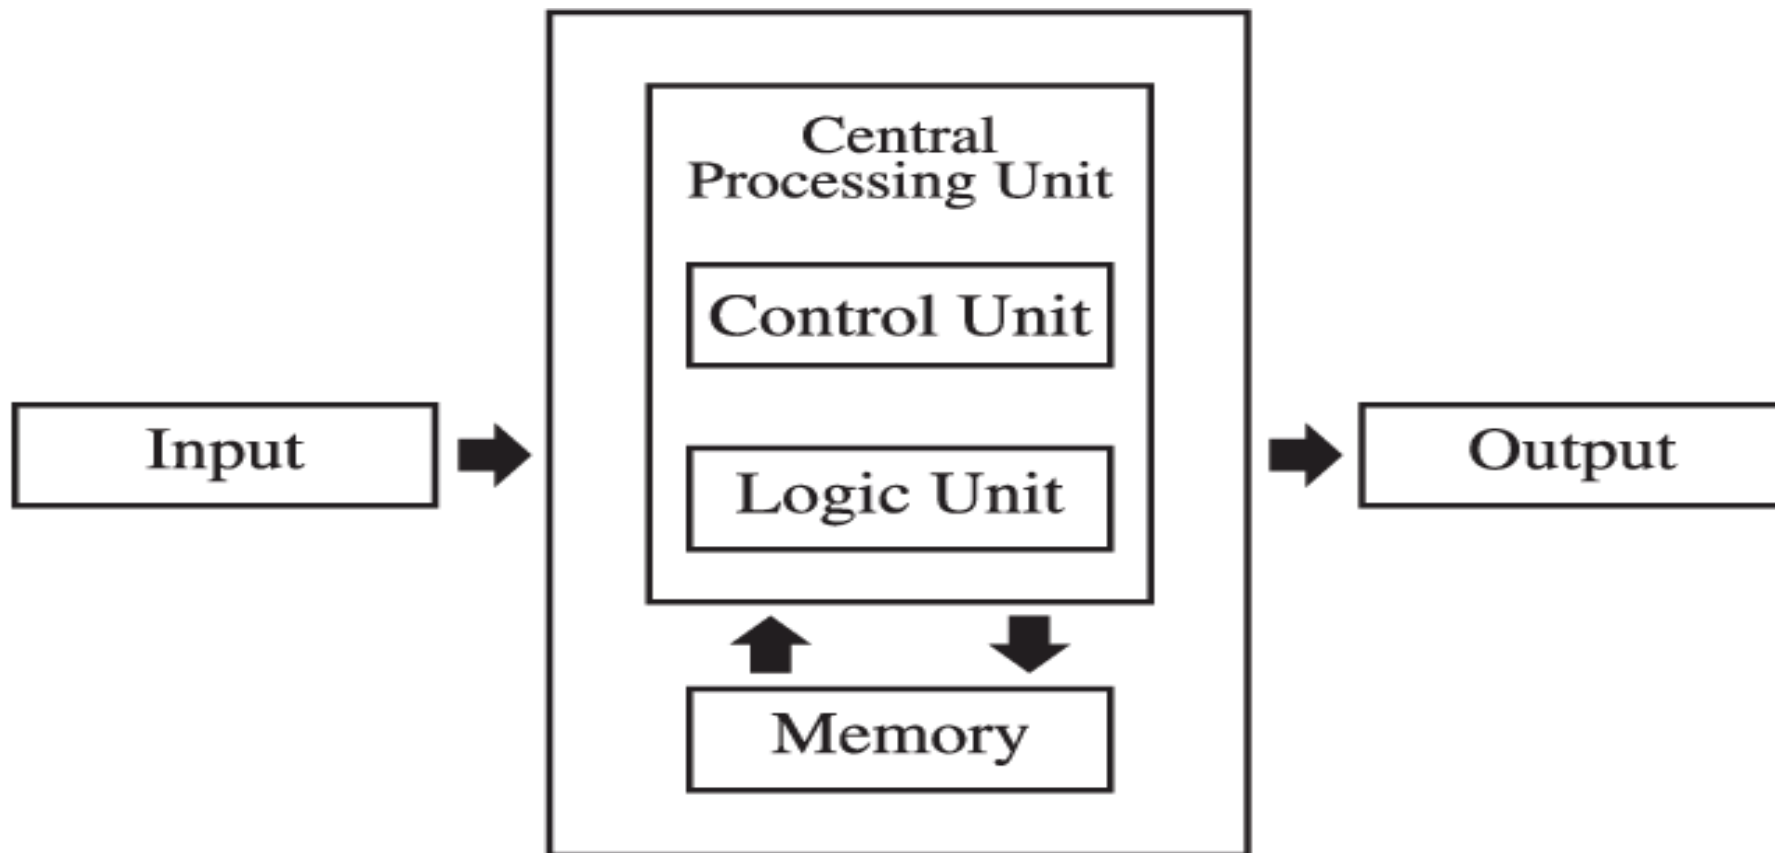 Central
Processing Unit
Control Unit
Input
Logic Unit
Output
Memory